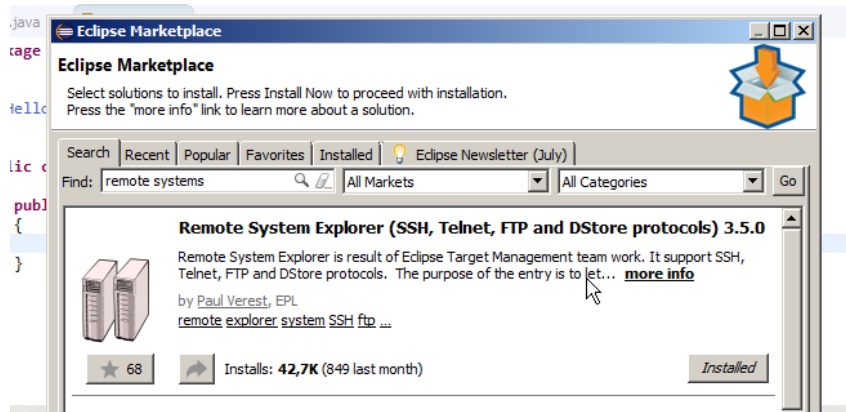 .java
Eclipse Marketplace
kage
Eclipse Marketplace
Select solutions to install. Press Install Now to proceed with installation.
Press the "more info" link to learn more about a solution.
Hello
Search Recent Popular Favorites Installed Eclipse Newsletter (July)
lic c
Find: remote systems All Markets All Categories Go
publ
{
Remote System Explorer (SSH, Telnet, FTP and DStore protocols) 3.5.0
Remote System Explorer is result of Eclipse Target Management team work. It support SSH,
}
Telnet, FTP and DStore protocols. The purpose of the entry is to let... more info
by Paul Verest, EPL
remote explorer system SSH ftp ...
68 Installs: 42,7K (849 last month) Installed